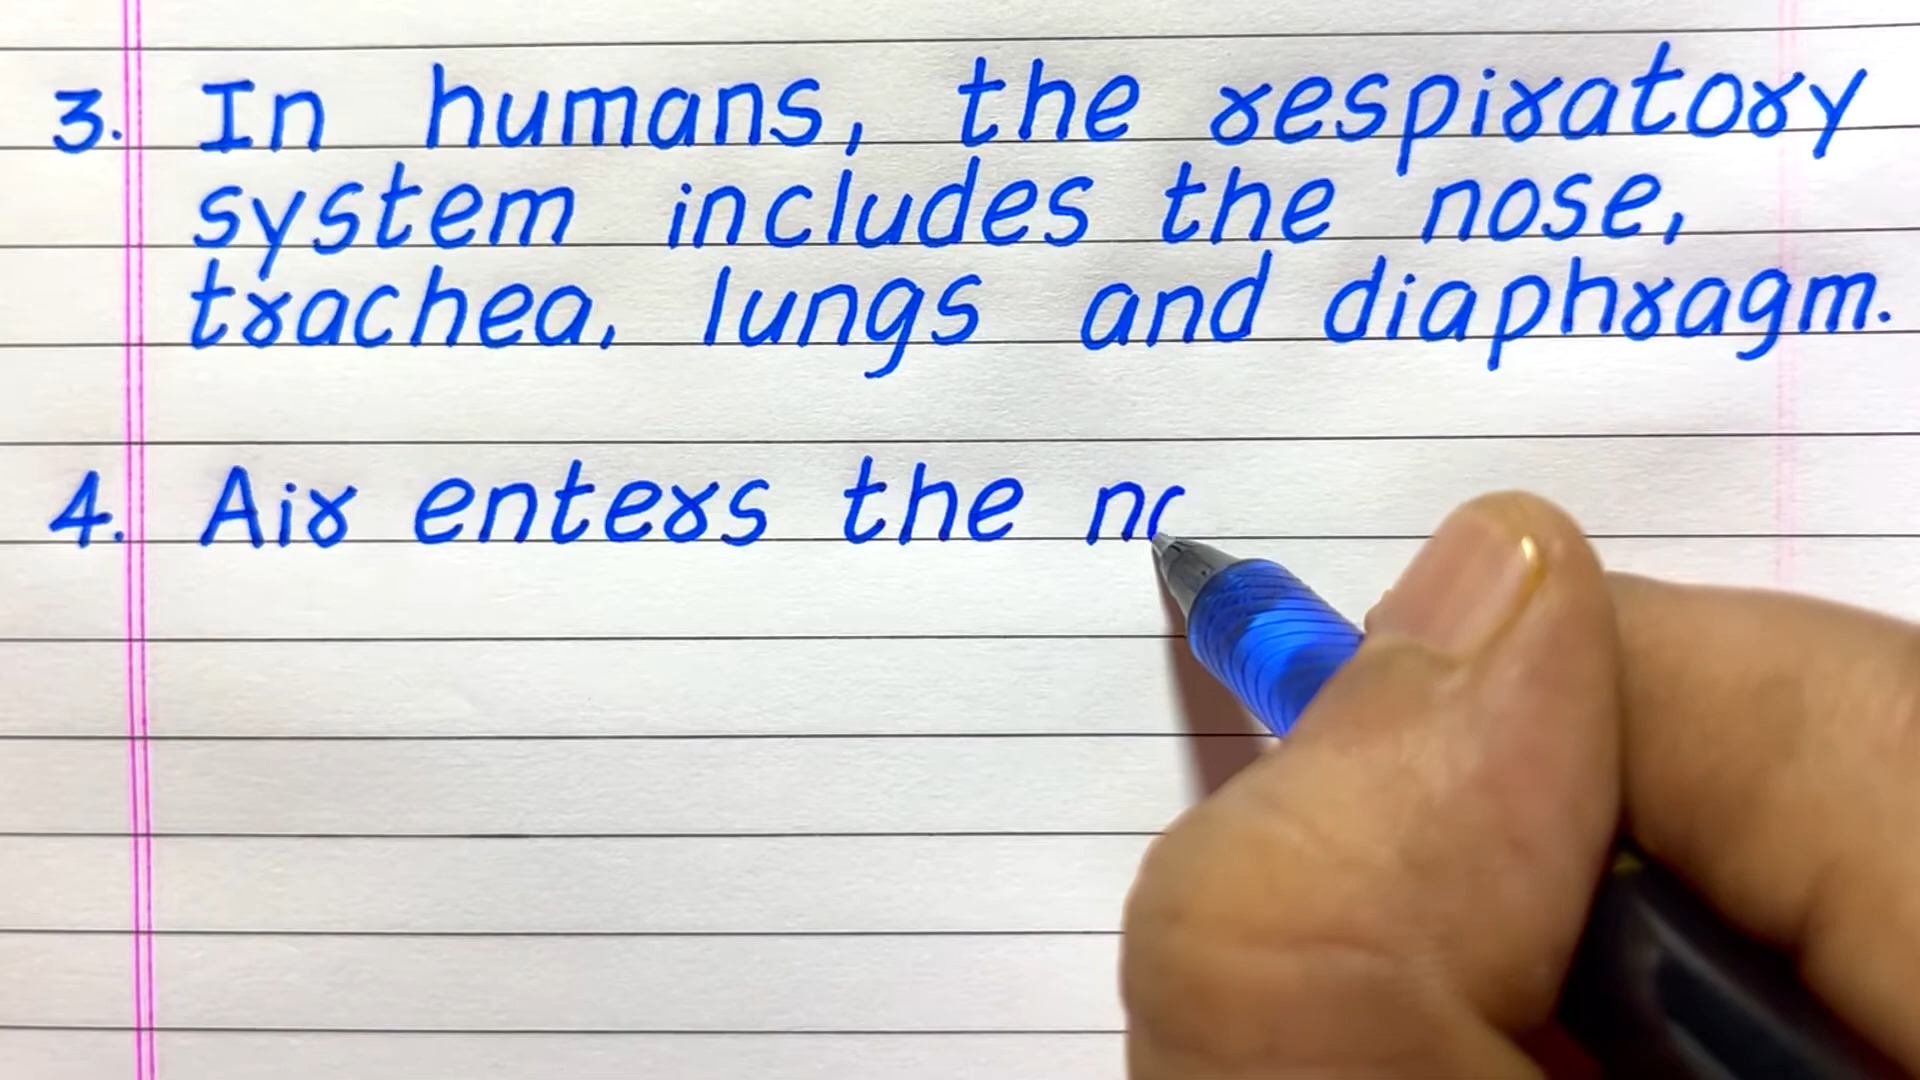 3. In humans, the respiratory
system includes the nose,
trachea, lungs and diaphragm.
4. Air enters the